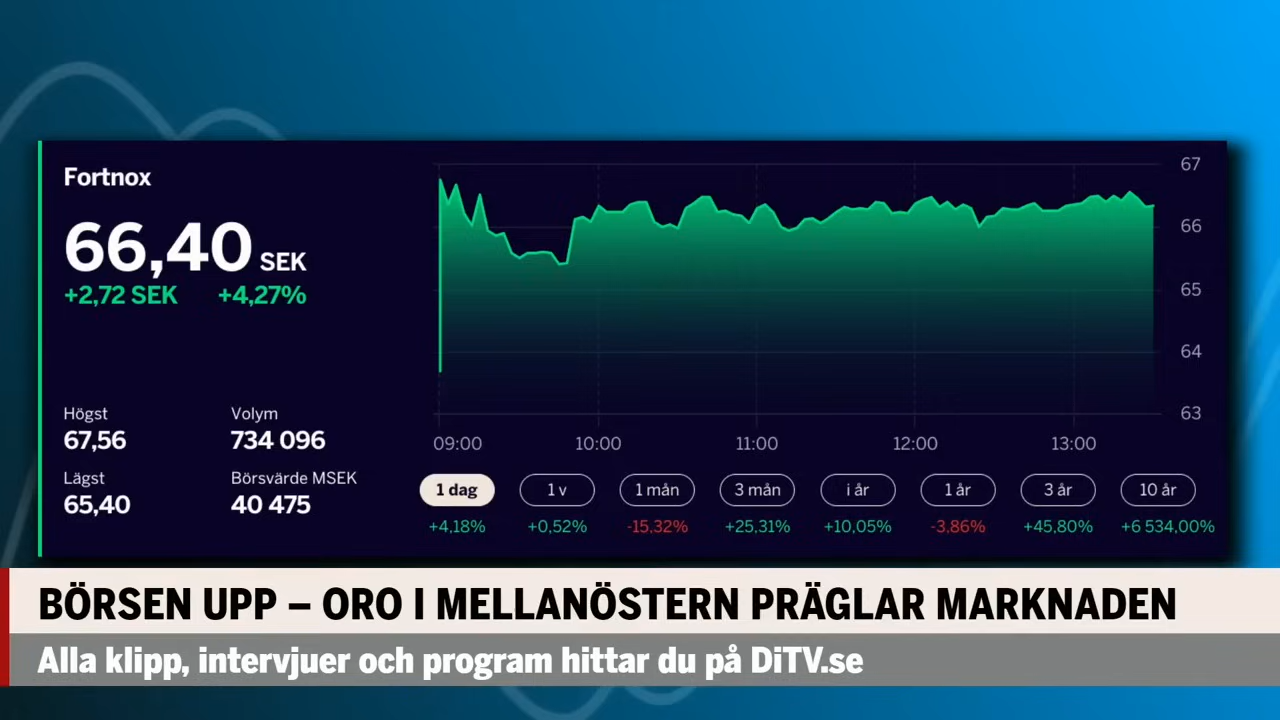 Fortnox
66,40 SEK
+2,72 SEK +4,27%
Högst Volym
67,56 734 096
Lägst Börsvärde MSEK
65,40 40 475
67
66
65
64
63
09:00 10:00 11:00 12:00 13:00
1 dag 1 v 1 mån 3 mån i år 1 år 3 år 10 år
+4,18% +0,52% -15,32% +25,31% +10,05% -3,86% +45,80% +6 534,00%
BÖRSEN UPP – ORO I MELLANÖSTERN PRÄGLAR MARKNADEN
Alla klipp, intervjuer och program hittar du på DiTV.se